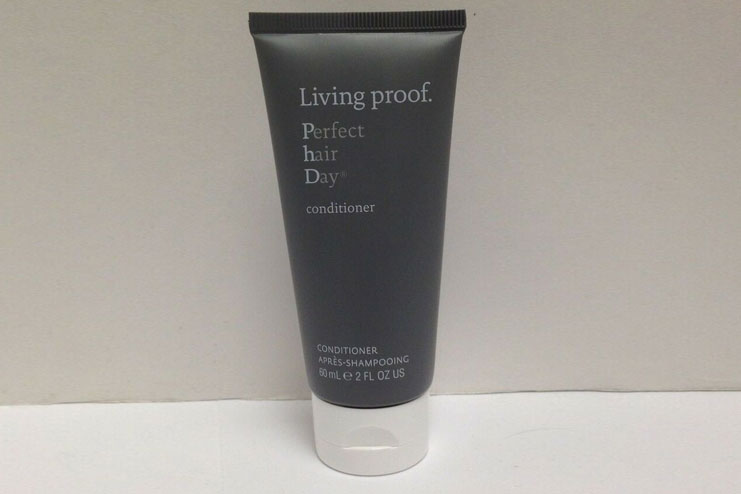 Living proof.
Perfect
hair
Day®
conditioner
CONDITIONER
APRÈS-SHAMPOOING
60 mL ℮ 2 FL OZ US